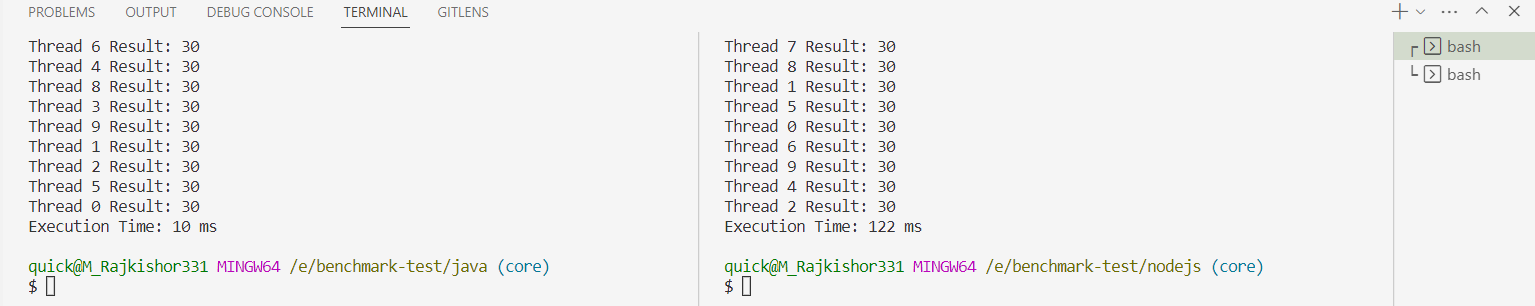 PROBLEMS OUTPUT DEBUG CONSOLE TERMINAL GITLENS
Thread 6 Result: 30
Thread 4 Result: 30
Thread 8 Result: 30
Thread 3 Result: 30
Thread 9 Result: 30
Thread 1 Result: 30
Thread 2 Result: 30
Thread 5 Result: 30
Thread 0 Result: 30
Execution Time: 10 ms
quick@M_Rajkishor331 MINGW64 /e/benchmark-test/java (core)
$
Thread 7 Result: 30
Thread 8 Result: 30
Thread 1 Result: 30
Thread 5 Result: 30
Thread 0 Result: 30
Thread 6 Result: 30
Thread 9 Result: 30
Thread 4 Result: 30
Thread 2 Result: 30
Execution Time: 122 ms
quick@M_Rajkishor331 MINGW64 /e/benchmark-test/nodejs (core)
$
bash
bash